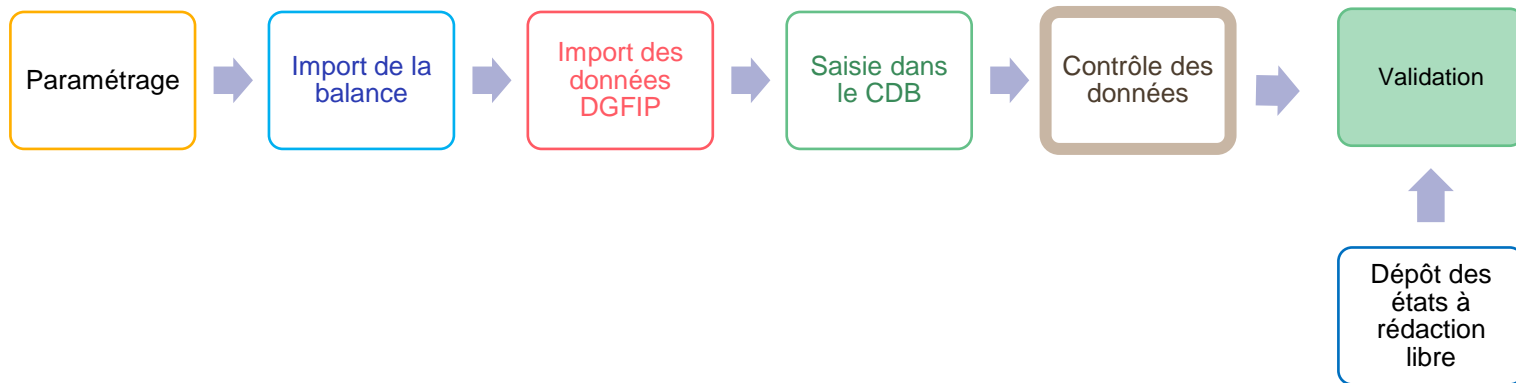 Paramétrage
Import de la
balance
Import des
données
DGFIP
Saisie dans
le CDB
Contrôle des
données
Validation
Dépôt des
états à
rédaction
libre